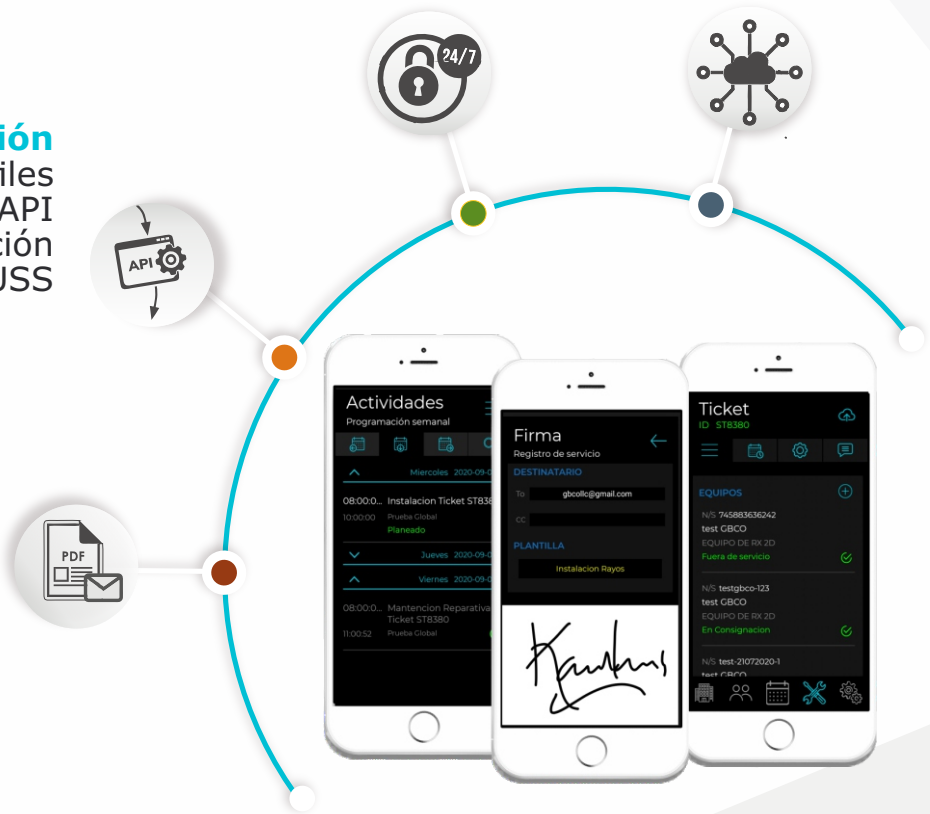 24/7
ión
iles
API
ción
USS
API
PDF
Actividades
Programación semanal
Miercoles 2020-09-0
08:00:0... Instalacion Ticket ST838
10:00:00 Prueba Global
Planeado
Jueves 2020-09-0
Viernes 2020-09-0
08:00:0... Mantencion Reparativa
Ticket ST8380
11:00:52 Prueba Global
Firma
Registro de servicio
DESTINATARIO
To gbcollc@gmail.com
CC
PLANTILLA
Instalacion Rayos
Ticket
ID ST8380
EQUIPOS
N/S 745883636242
test GBCO
EQUIPO DE RX 2D
Fuera de servicio
N/S testgbco-123
test GBCO
EQUIPO DE RX 2D
En Consignacion
N/S test-21072020-1
test GBCO